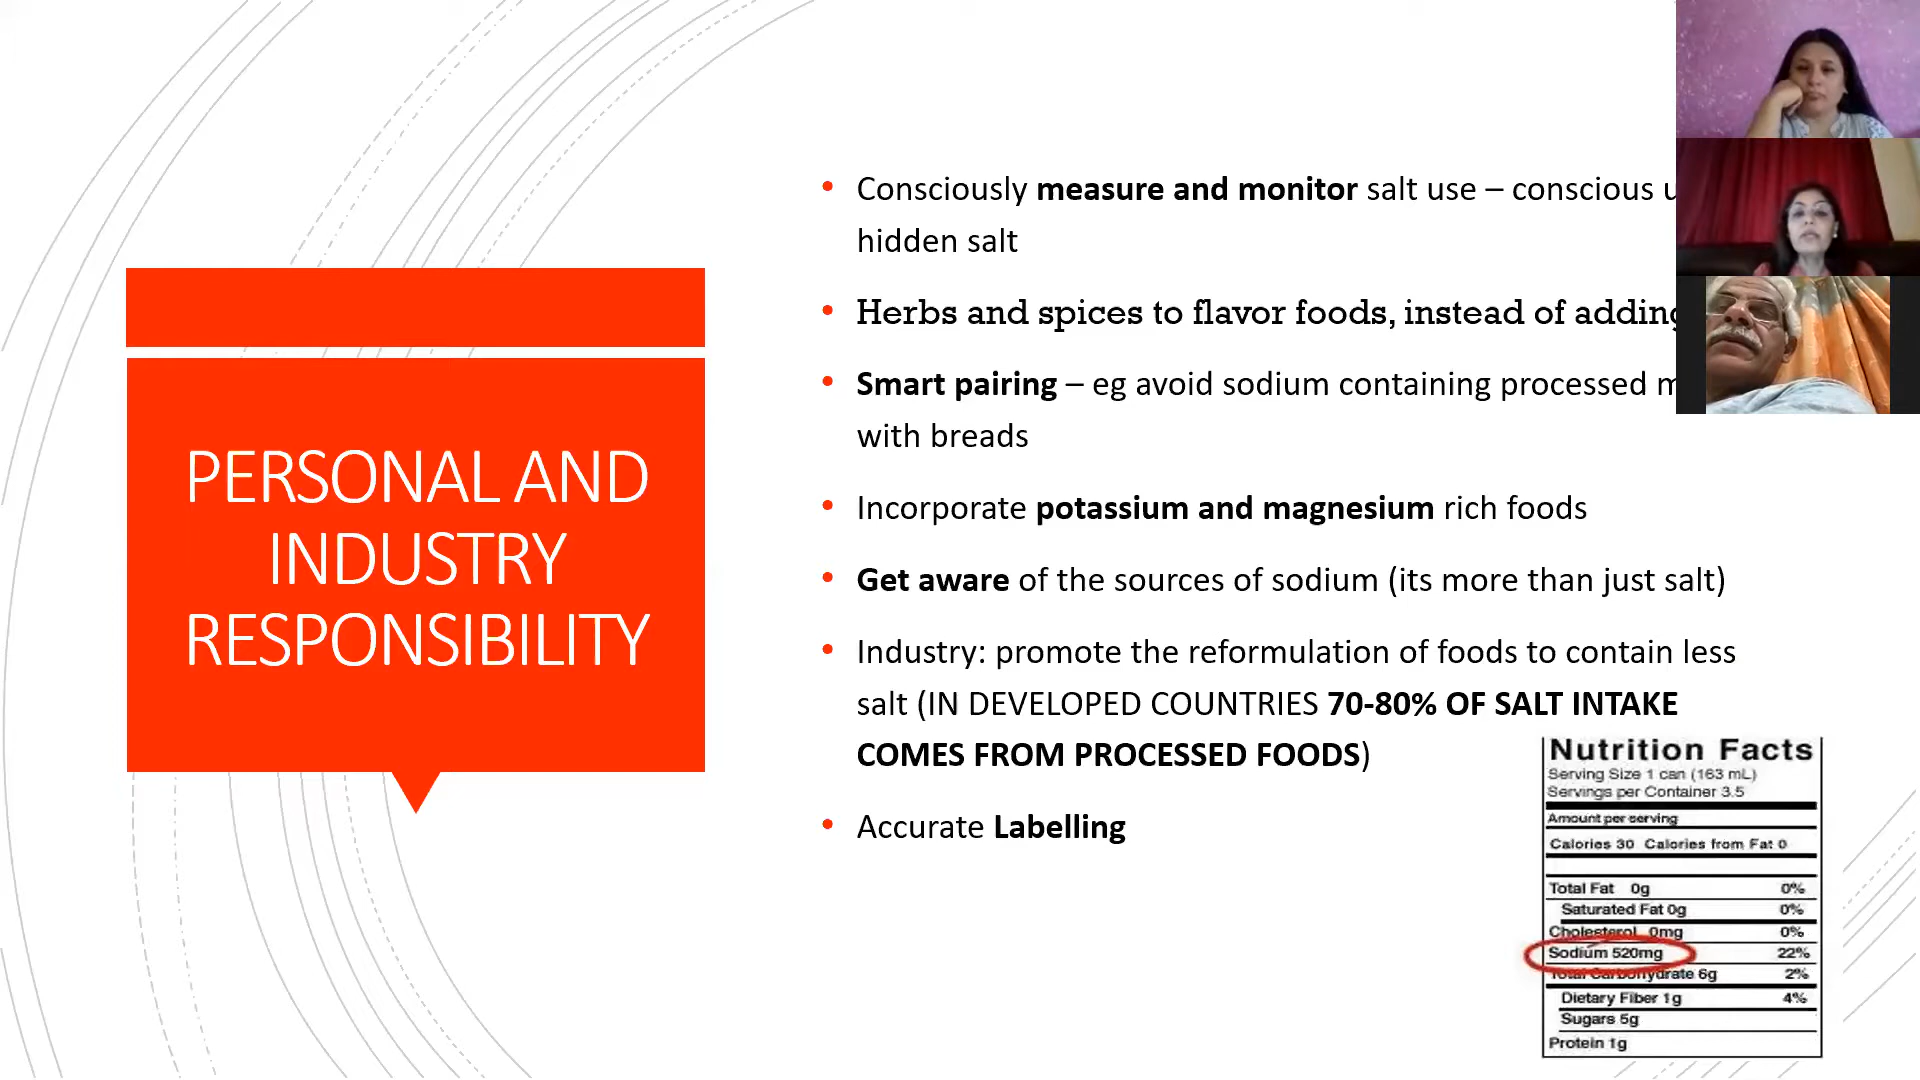 PERSONAL AND
INDUSTRY
RESPONSIBILITY
• Consciously measure and monitor salt use – conscious
hidden salt
• Herbs and spices to flavor foods, instead of adding
• Smart pairing – eg avoid sodium containing processed
with breads
• Incorporate potassium and magnesium rich foods
• Get aware of the sources of sodium (its more than just salt)
• Industry: promote the reformulation of foods to contain less
salt (IN DEVELOPED COUNTRIES 70-80% OF SALT INTAKE
COMES FROM PROCESSED FOODS)
• Accurate Labelling
Nutrition Facts
Serving Size 1 can (163 mL)
Servings per Container 3.5
Amount per serving
Calories 30 Calories from Fat 0
Total Fat 0g 0%
Saturated Fat 0g 0%
Cholesterol 0mg 0%
Sodium 520mg 22%
Total Carbohydrate 6g 2%
Dietary Fiber 1g 4%
Sugars 5g
Protein 1g